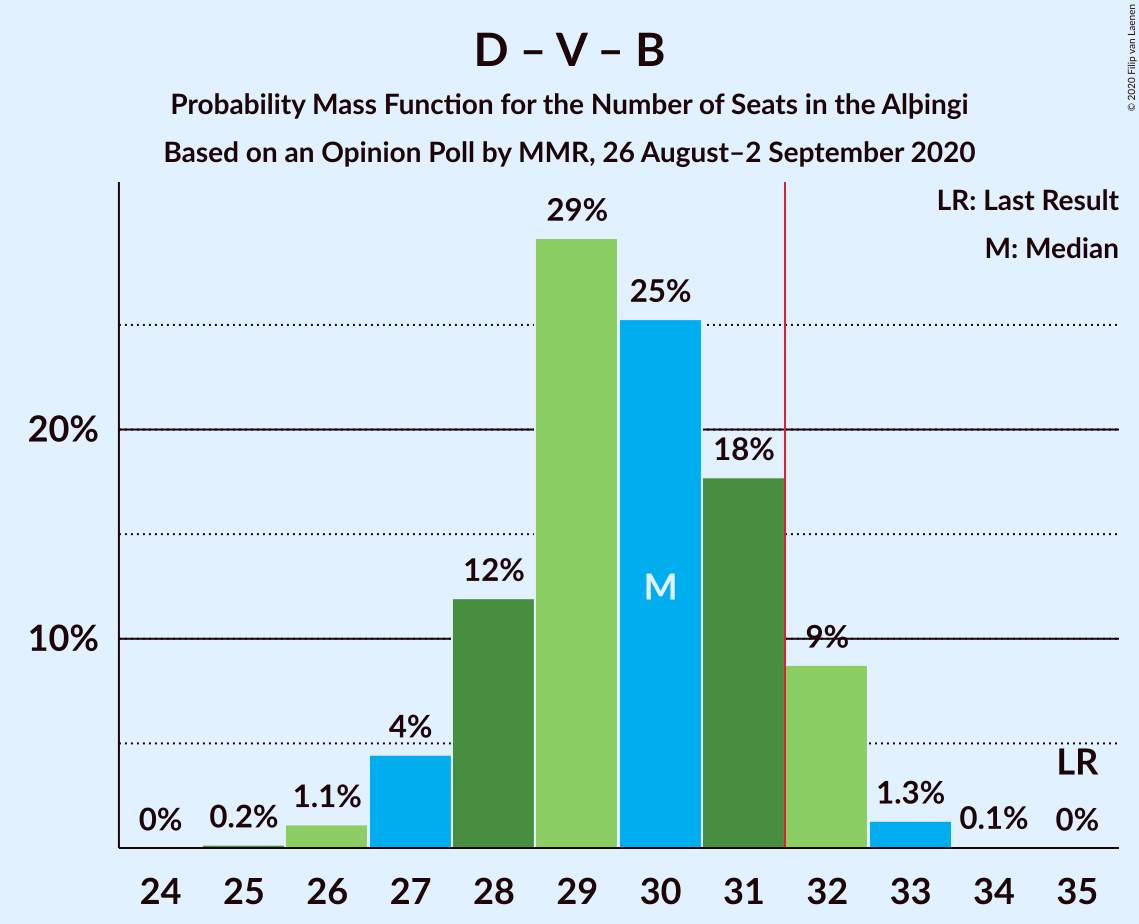 D – V – B
Probability Mass Function for the Number of Seats in the Alþingi
Based on an Opinion Poll by MMR, 26 August–2 September 2020
© 2020 Filip van Laenen
LR: Last Result
M: Median
29%
25%
20%
18%
12%
M
10%
9%
4%
LR
1.1%
1.3%
0%
0.2%
0.1%
0%
24 25 26 27 28 29 30 31 32 33 34 35